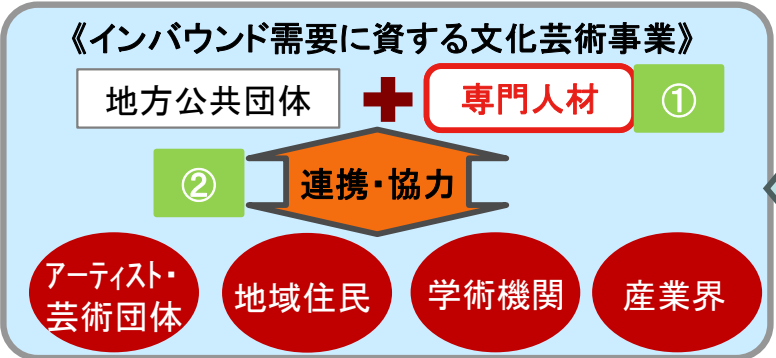 《インバウンド需要に資する文化芸術事業》
地方公共団体
専門人材
①
②
連携・協力
アーティスト・
芸術団体
地域住民
学術機関
産業界